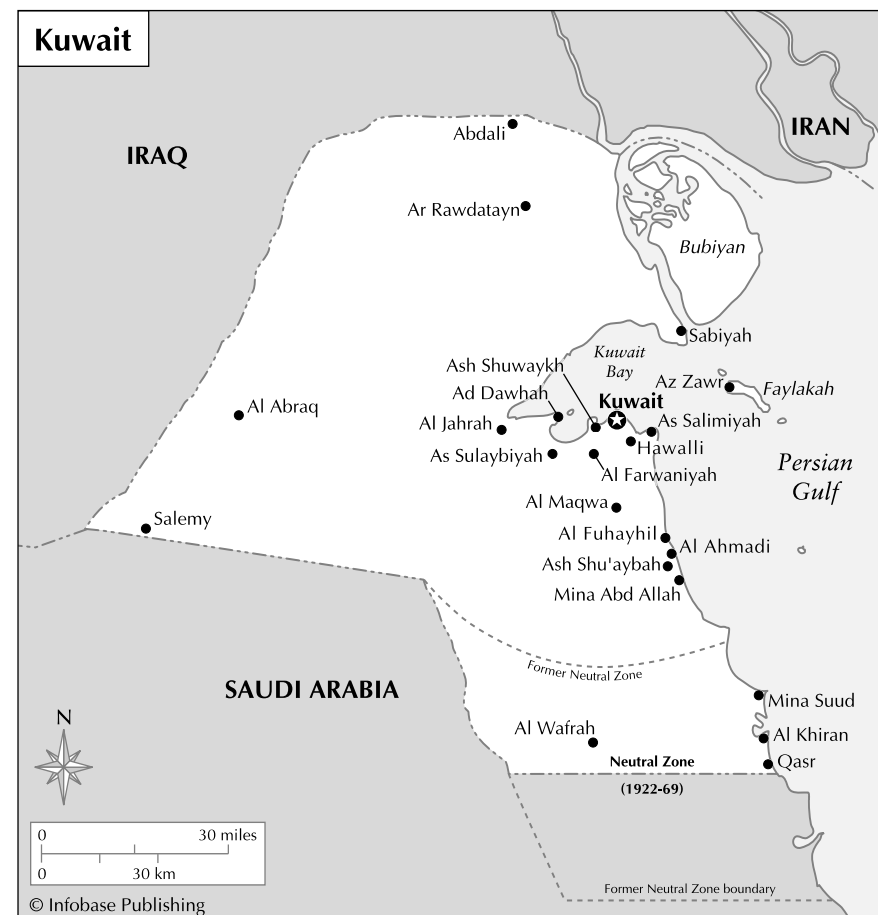 Kuwait
IRAN
Abdali
IRAQ
Ar Rawdatayn
Bubiyan
Sabiyah
Kuwait
Bay
Ash Shuwaykh
Az Zawr
Faylakah
Ad Dawhah
Kuwait
Al Abraq
Al Jahrah
As Salimiyah
Hawalli
As Sulaybiyah
Persian
Gulf
Al Farwaniyah
Al Maqwa
Salemy
Al Fuhayhil
Al Ahmadi
Ash Shu'aybah
Mina Abd Allah
Former Neutral Zone
SAUDI ARABIA
Mina Suud
N
Al Wafrah
Al Khiran
Neutral Zone
Qasr
(1922-69)
0 30 miles
0 30 km
Former Neutral Zone boundary
© Infobase Publishing